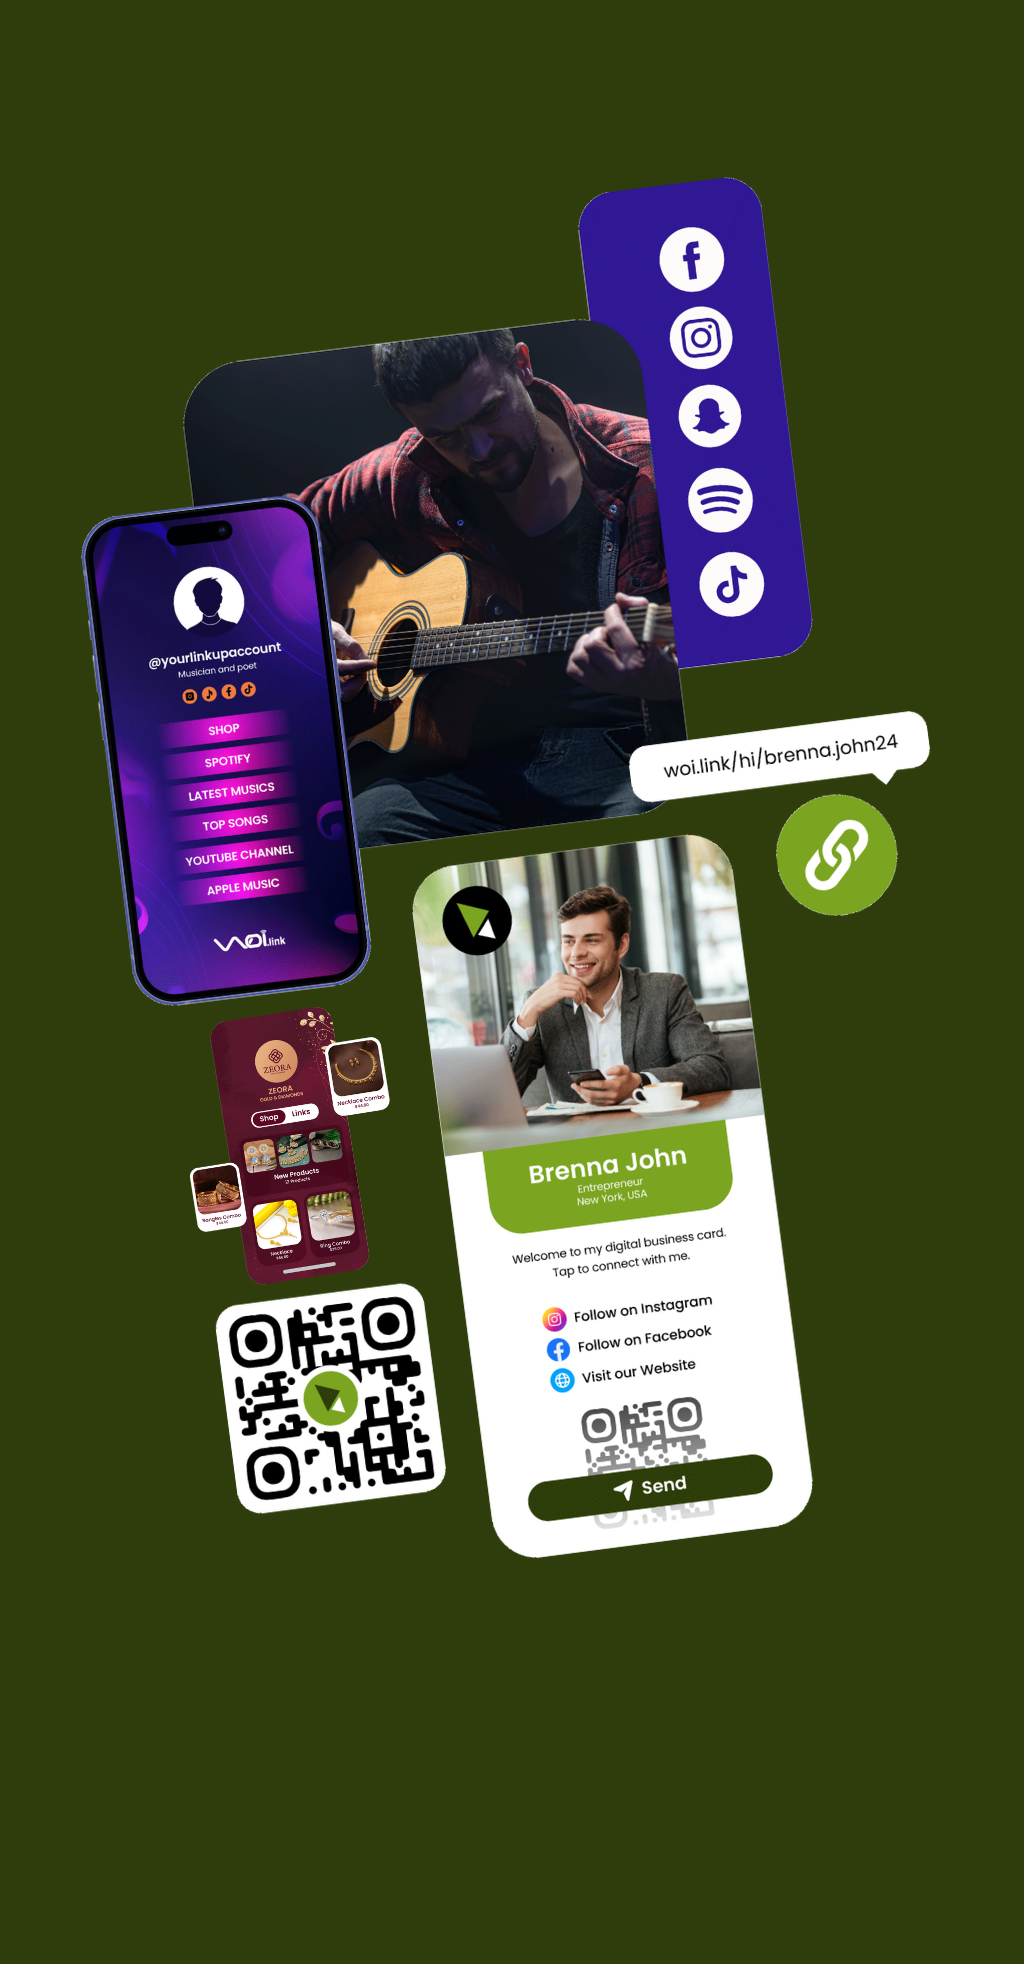 @yourlinkupaccount
Musician and poet
SHOP
SPOTIFY
LATEST MUSICS
TOP SONGS
YOUTUBE CHANNEL
APPLE MUSIC
woi.link
woi.link/hi/brenna.john24
Brenna John
Entrepreneur
New York, USA
Welcome to my digital business card.
Tap to connect with me.
Follow on Instagram
Follow on Facebook
Visit our Website
Send
ZEORA
ZEORA
GOLD & DIAMONDS
Shop
Links
Necklace Combo
New Products
12 Products
Bangles Combo
Necklace
Ring Combo